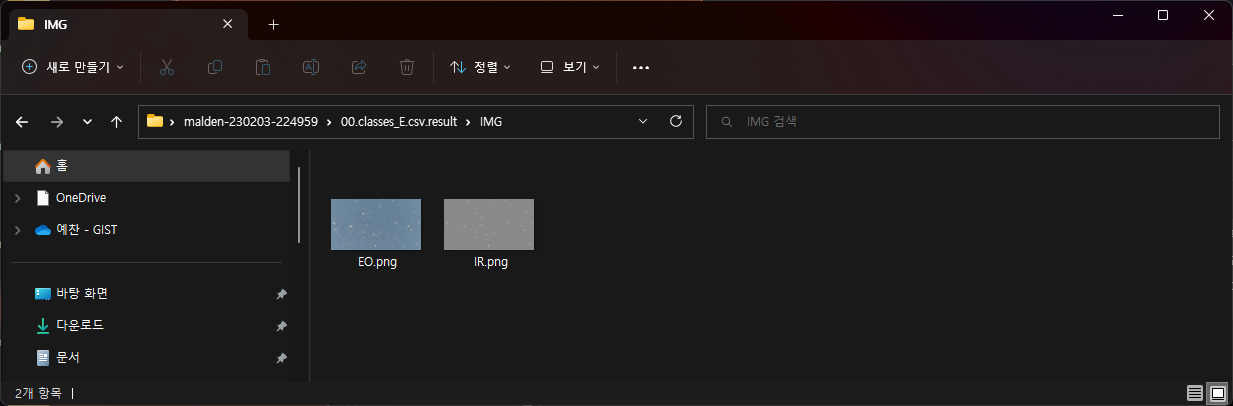 IMG
새로 만들기
정렬
보기
malden-230203-224959 > 00.classes_E.csv.result > IMG
IMG 검색
홈
OneDrive
예찬 - GIST
바탕 화면
다운로드
문서
EO.png
IR.png
2개 항목